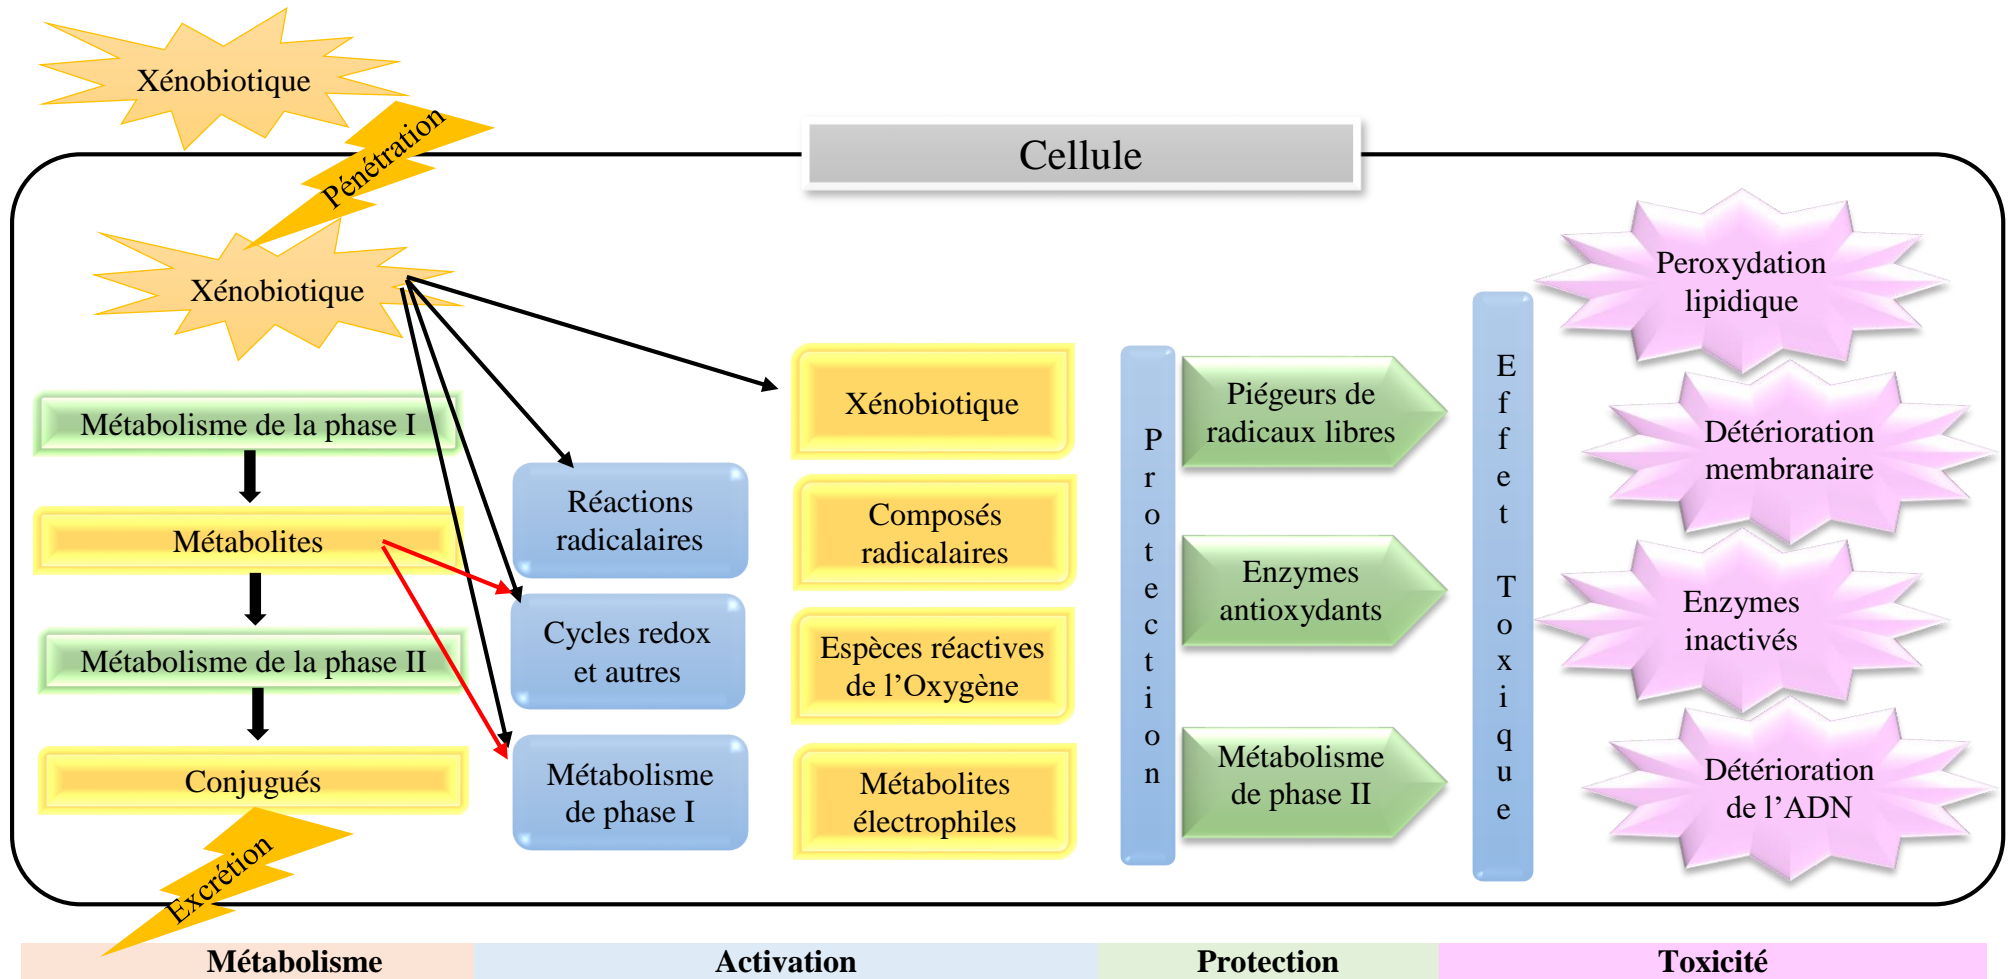 Xénobiotique
Pénétration
Cellule
Xénobiotique
Métabolisme de la phase I
Métabolites
Métabolisme de la phase II
Conjugués
Excrétion
Réactions
radicalaires
Cycles redox
et autres
Métabolisme
de phase I
Xénobiotique
Composés
radicalaires
Espèces réactives
de l’Oxygène
Métabolites
électrophiles
Protection
Piégeurs de
radicaux libres
Enzymes
antioxydants
Métabolisme
de phase II
Effet Toxique
Peroxydation
lipidique
Détérioration
membranaire
Enzymes
inactivés
Détérioration
de l’ADN
Métabolisme
Activation
Protection
Toxicité